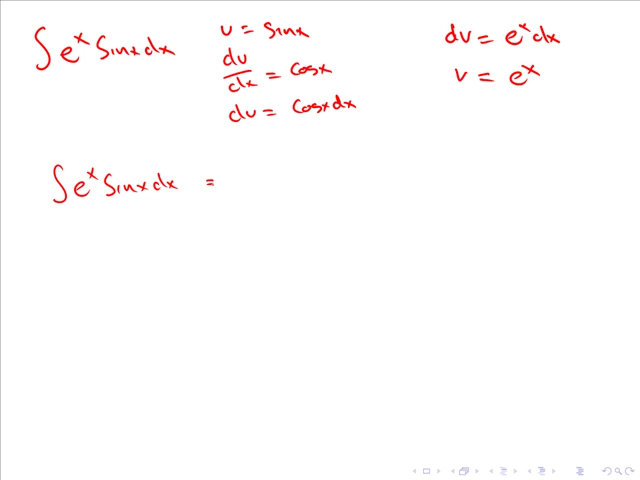 ∫ e^x sinx dx
u = sinx
du/dx = cosx
du = cosx dx
dv = e^x dx
v = e^x
∫ e^x sinx dx =